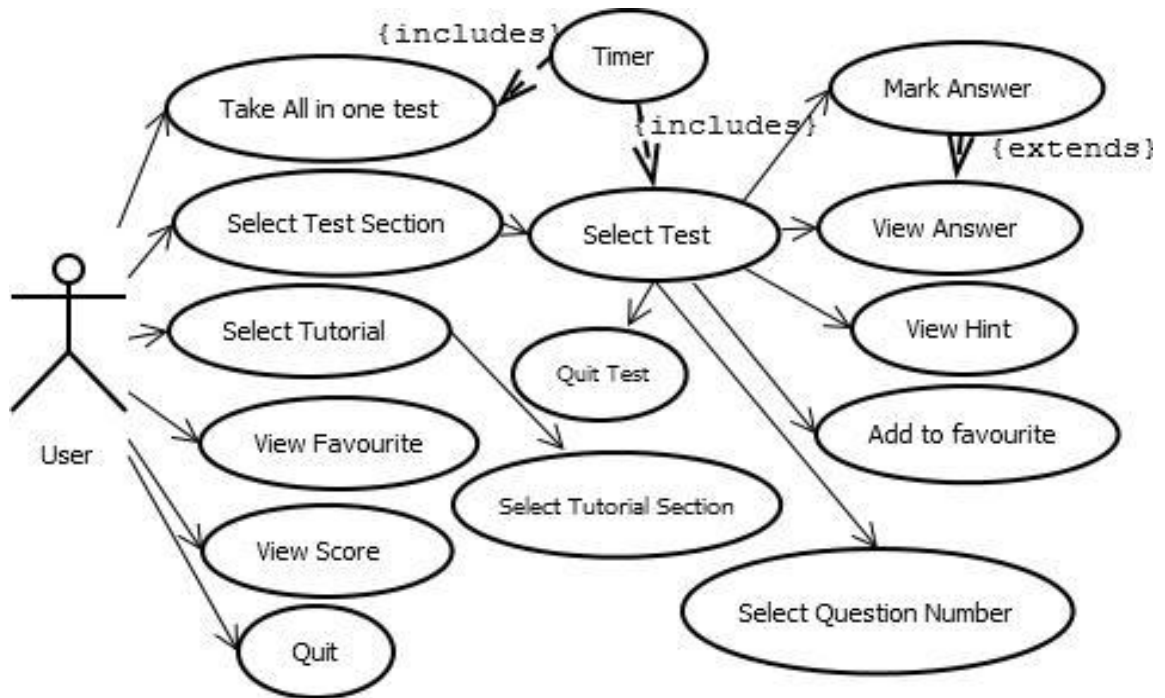 {includes}
Timer
Take All in one test
Mark Answer
{includes}
{extends}
Select Test Section
Select Test
View Answer
Select Tutorial
View Hint
Quit Test
User
View Favourite
Add to favourite
Select Tutorial Section
View Score
Select Question Number
Quit